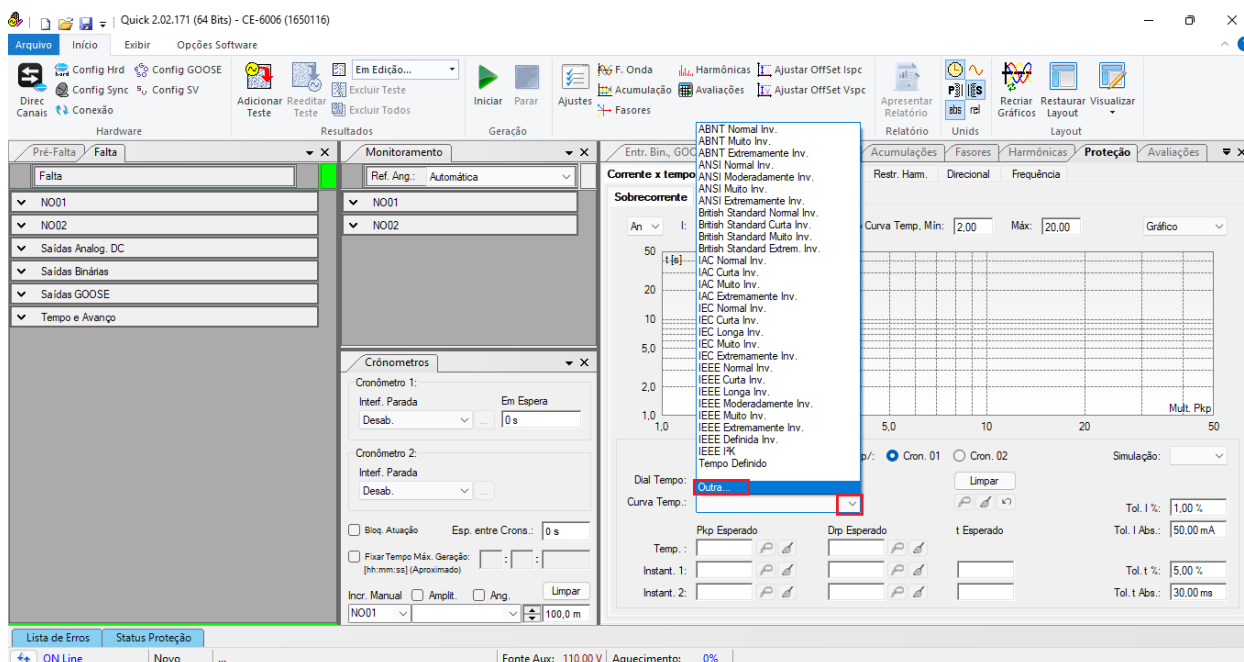 Quick 2.02.171 (64 Bits) - CE-6006 (1650116)
Arquivo Início Exibir Opções Software
Direc Canais
Config Hrd Config GOOSE
Config Sync Config SV
Conexão
Hardware
Adicionar Teste
Reeditar Teste
Em Edição...
Excluir Teste
Excluir Todos
Resultados
Iniciar Parar
Geração
Ajustes
F. Onda Harmônicas Ajustar OffSet Ispc
Acumulação Avaliações Ajustar OffSet Vspc
Fasores
Apresentar Relatório
Relatório
abs rel
Unids
Recriar Gráficos
Restaurar Layout
Visualizar
Layout
Pré-Falta Falta
Falta
NO01
NO02
Saídas Analog. DC
Saídas Binárias
Saídas GOOSE
Tempo e Avanço
Monitoramento
Ref. Ang.: Automática
NO01
NO02
Crônometros
Cronômetro 1:
Interf. Parada Em Espera
Desab. ... 0 s
Cronômetro 2:
Interf. Parada
Desab. ...
Bloq. Atuação Esp. entre Crons.: 0 s
Fixar Tempo Máx. Geração: : :
[hh:mm:ss] (Aproximado)
Incr. Manual Amplit. Ang. Limpar
NO01 100,0 m
Entr. Bin., GOO Acumulações Fasores Harmônicas Proteção Avaliações
Corrente x tempo Restr. Harm. Direcional Frequência
Sobrecorrente
An I: Curva Temp, Mín: 2,00 Máx: 20,00 Gráfico
ABNT Normal Inv.
ABNT Muito Inv.
ABNT Extremamente Inv.
ANSI Normal Inv.
ANSI Moderadamente Inv.
ANSI Muito Inv.
ANSI Extremamente Inv.
British Standard Normal Inv.
British Standard Curta Inv.
British Standard Muito Inv.
British Standard Extrem. Inv.
IAC Normal Inv.
IAC Curta Inv.
IAC Muito Inv.
IAC Extremamente Inv.
IEC Normal Inv.
IEC Curta Inv.
IEC Longa Inv.
IEC Muito Inv.
IEC Extremamente Inv.
IEEE Normal Inv.
IEEE Curta Inv.
IEEE Longa Inv.
IEEE Moderadamente Inv.
IEEE Muito Inv.
IEEE Extremamente Inv.
IEEE Definida Inv.
IEEE I²K
Tempo Definido
Outra...
50
t [s]
20
10
5,0
2,0
1,0
Mult. Pkp
1,0 5,0 10 20 50
p/: Cron. 01 Cron. 02 Simulação:
Dial Tempo: Limpar
Curva Temp.: Tol. I %: 1,00 %
Pkp Esperado Drp Esperado t Esperado Tol. I Abs.: 50,00 mA
Temp. :
Instant. 1: Tol. t %: 5,00 %
Instant. 2: Tol. t Abs.: 30,00 ms
Lista de Erros Status Proteção
ON Line Novo ... Fonte Aux: 110,00 V Aquecimento: 0%